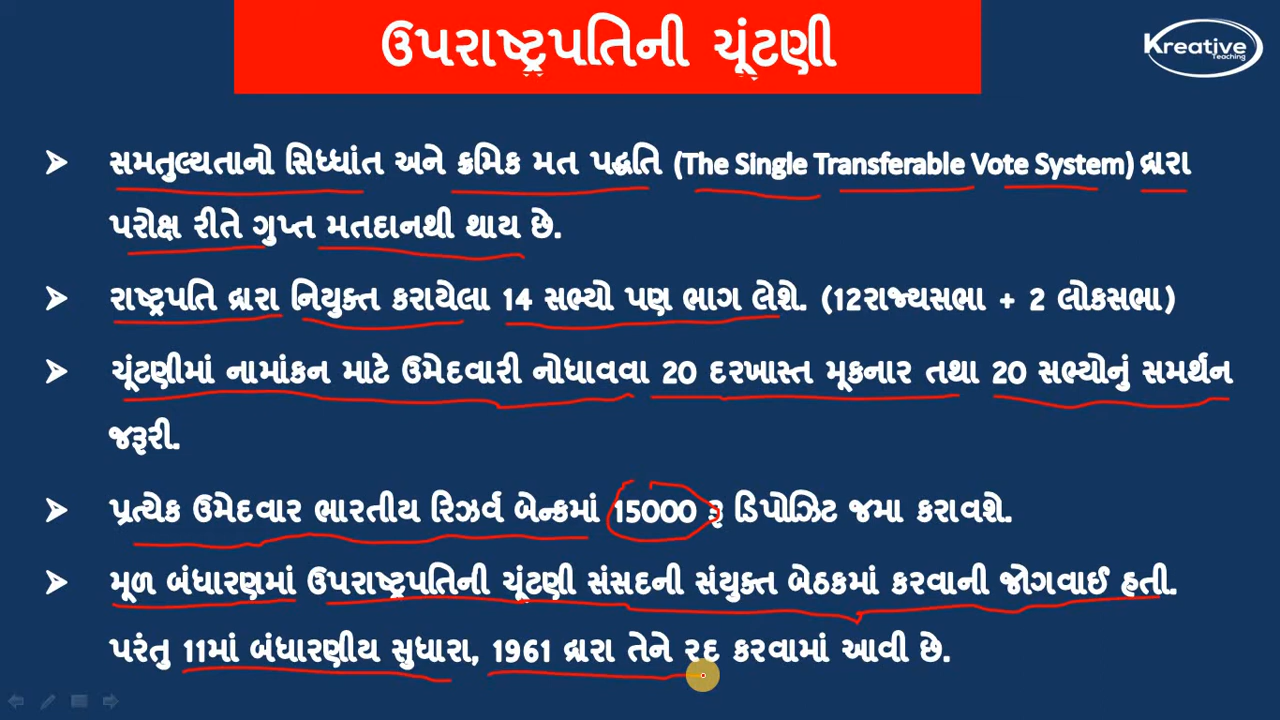 ઉપરાષ્ટ્રપતિની ચૂંટણી
Kreative
Teaching
➤ સમતુલ્યતાનો સિધ્ધાંત અને ક્રમિક મત પદ્ધતિ (The Single Transferable Vote System) દ્રારા
પરોક્ષ રીતે ગુપ્ત મતદાનથી થાય છે.
➤ રાષ્ટ્રપતિ દ્રારા નિયુક્ત કરાયેલા 14 સભ્યો પણ ભાગ લેશે. (12રાજ્યસભા + 2 લોકસભા)
➤ ચૂંટણીમાં નામાંકન માટે ઉમેદવારી નોધાવવા 20 દરખાસ્ત મૂકનાર તથા 20 સભ્યોનું સમર્થન
જરૂરી.
➤ પ્રત્યેક ઉમેદવાર ભારતીય રિઝર્વ બેન્કમાં 15000 રૂ ડિપોઝિટ જમા કરાવશે.
➤ મૂળ બંધારણમાં ઉપરાષ્ટ્રપતિની ચૂંટણી સંસદની સંયુક્ત બેઠકમાં કરવાની જોગવાઈ હતી.
પરંતુ 11માં બંધારણીય સુધારા, 1961 દ્રારા તેને રદ કરવામાં આવી છે.